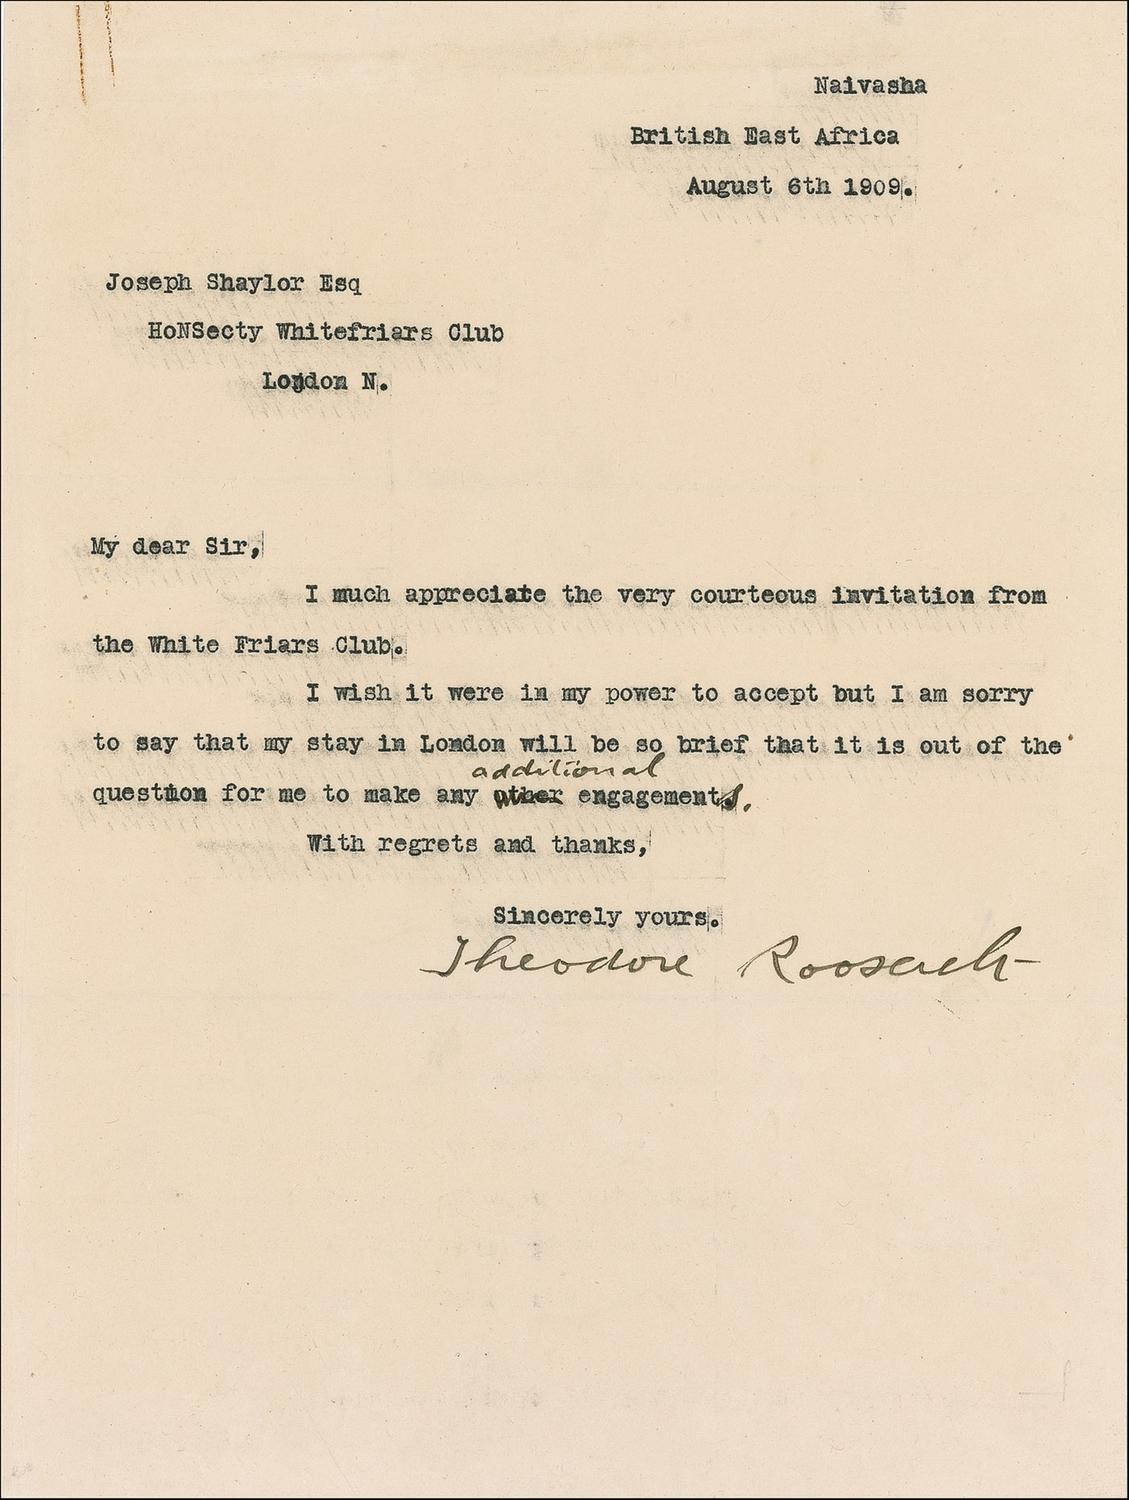 Naivasha
British East Africa
August 6th 1909.
Joseph Shaylor Esq
HoNSecty Whitefriars Club
London N.
My dear Sir,
I much appreciate the very courteous invitation from
the White Friars Club.
I wish it were in my power to accept but I am sorry
to say that my stay in London will be so brief that it is out of the
additional
question for me to make any other engagements.
With regrets and thanks,
Sincerely yours.
Theodore Roosevelt